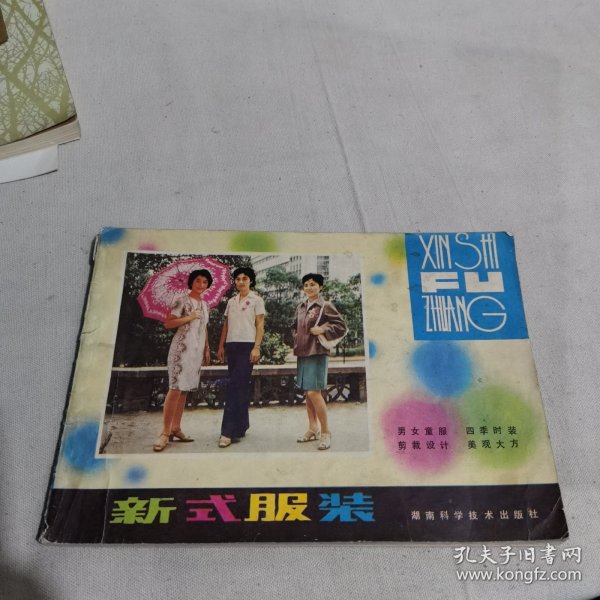 XIN SHI
FU
ZHUANG
男女童服 四季时装
剪裁设计 美观大方
新式服装
湖南科学技术出版社
孔夫子旧书网
www.kongfz.com